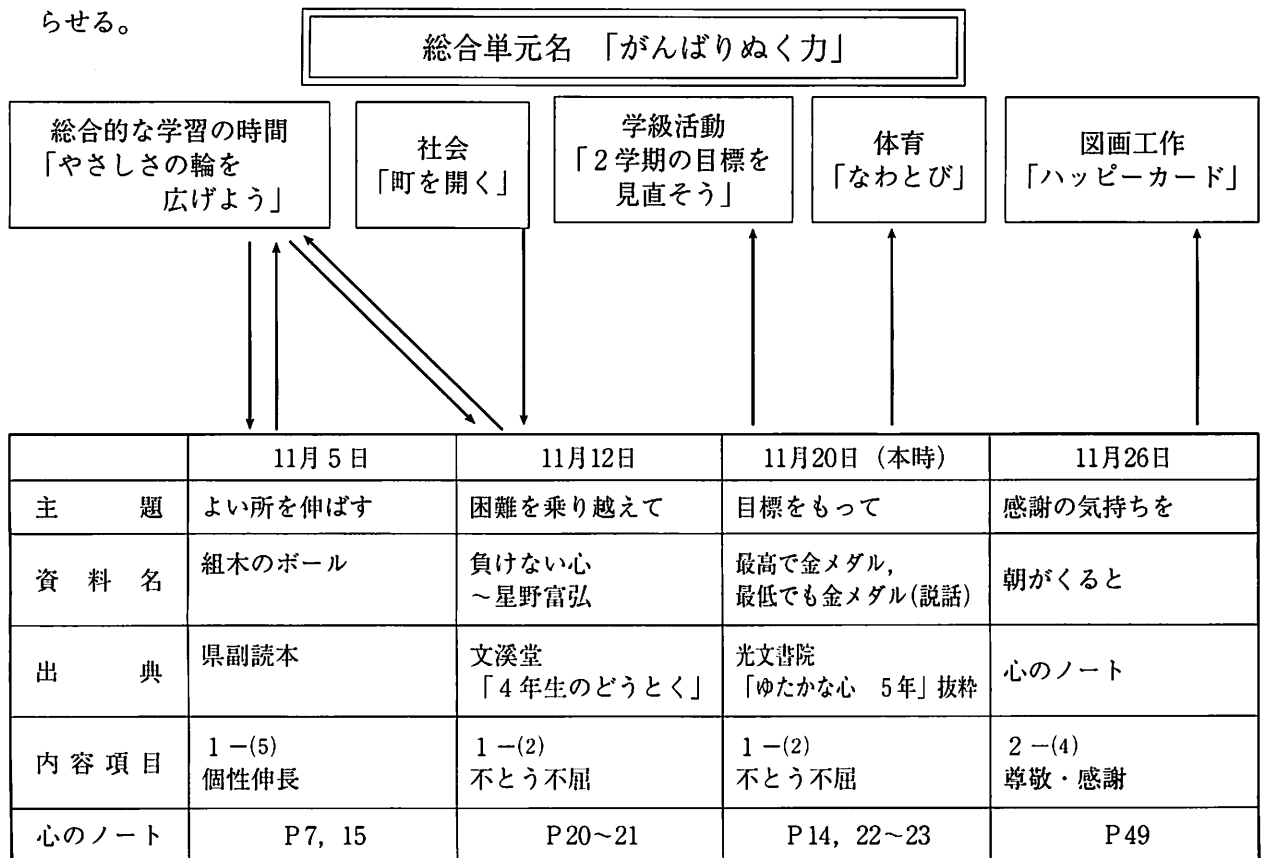 らせる。
総合単元名 「がんばりぬく力」
総合的な学習の時間
「やさしさの輪を
広げよう」
社会
「町を開く」
学級活動
「2学期の目標を
見直そう」
体育
「なわとび」
図画工作
「ハッピーカード」
11月5日 11月12日 11月20日(本時) 11月26日
主題 よい所を伸ばす 困難を乗り越えて 目標をもって 感謝の気持ちを
資料名 組木のボール 負けない心 最高で金メダル, 朝がくると
~星野富弘 最低でも金メダル(説話)
出典 県副読本 文溪堂 光文書院 心のノート
「4年生のどうとく」 「ゆたかな心 5年」抜粋
内容項目 1-(5) 1-(2) 1-(2) 2-(4)
個性伸長 不とう不屈 不とう不屈 尊敬・感謝
心のノート P7, 15 P20~21 P14, 22~23 P49